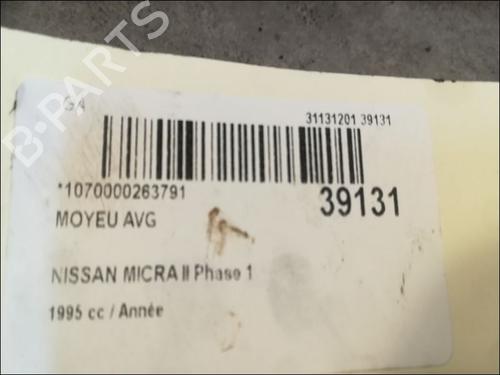 GA
31131201 39131
*1070000263791
39131
MOYEU AVG
NISSAN MICRA II Phase 1
1995 cc / Année
B-PARTS